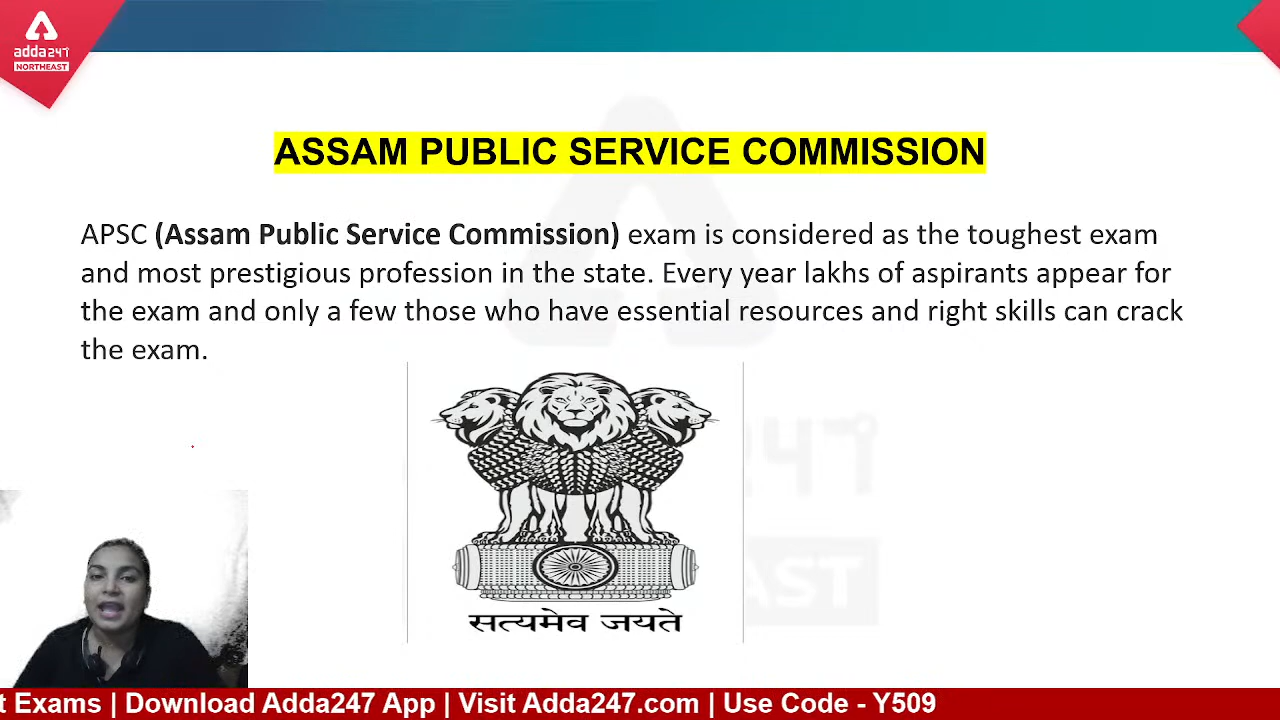 adda247
NORTHEAST
ASSAM PUBLIC SERVICE COMMISSION
APSC (Assam Public Service Commission) exam is considered as the toughest exam
and most prestigious profession in the state. Every year lakhs of aspirants appear for
the exam and only a few those who have essential resources and right skills can crack
the exam.
सत्यमेव जयते
t Exams | Download Adda247 App | Visit Adda247.com | Use Code - Y509